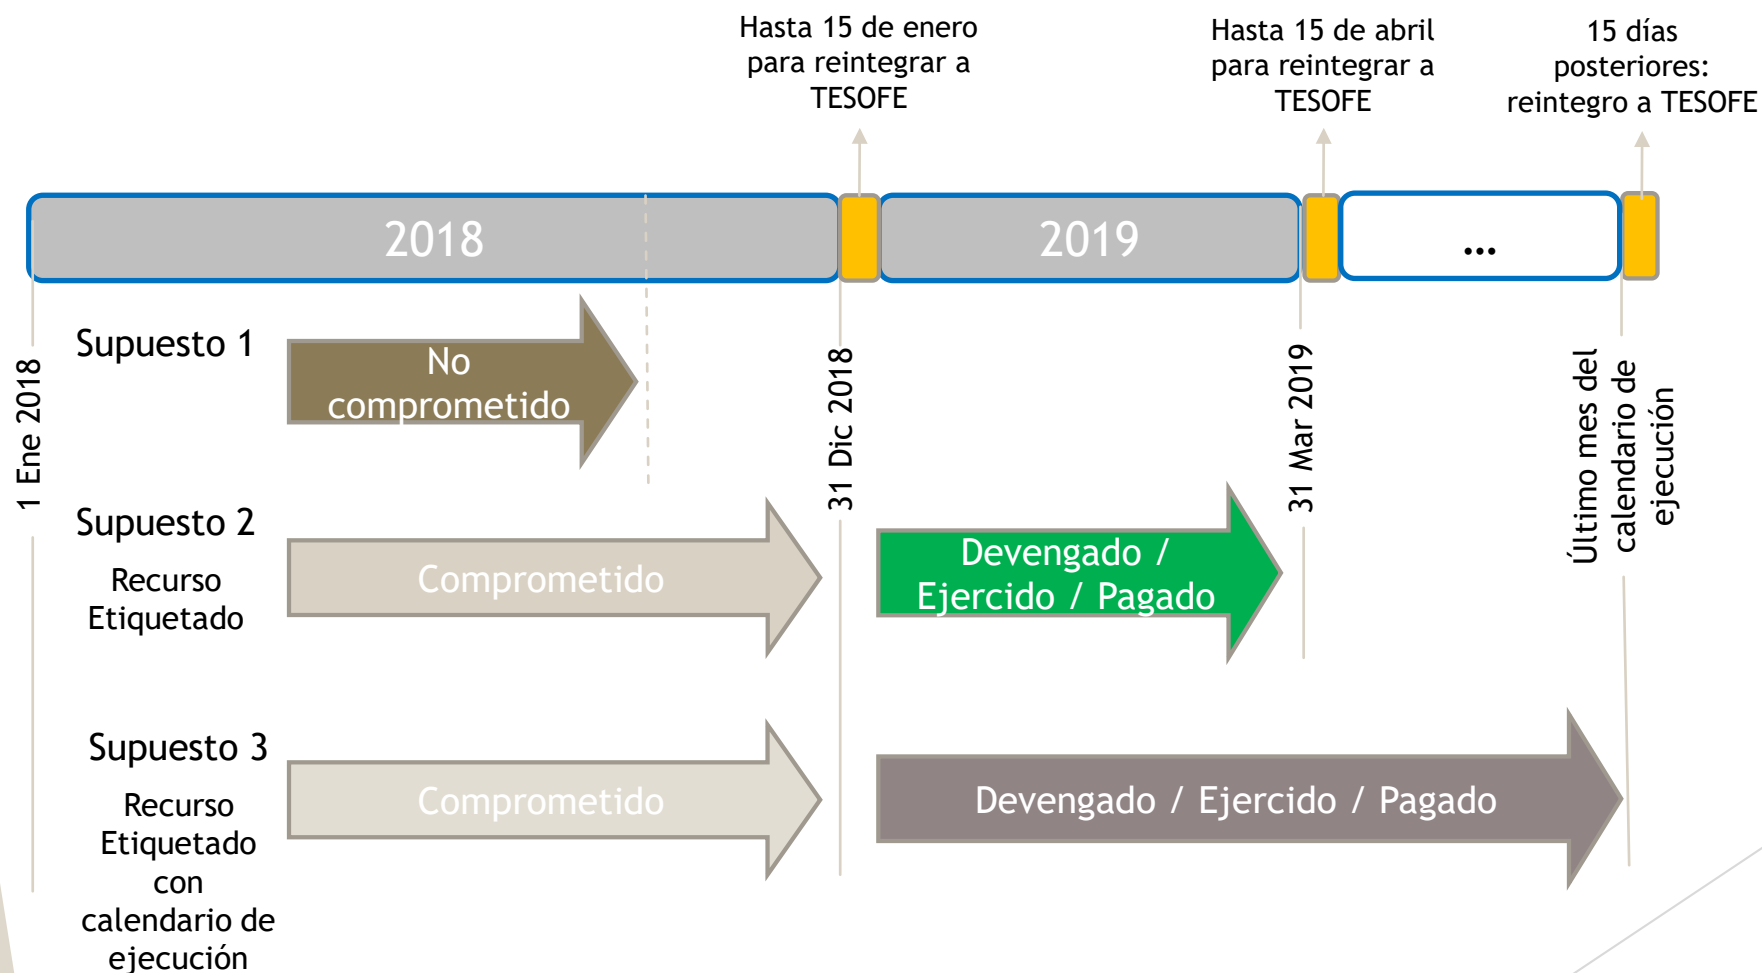 Hasta 15 de enero
para reintegrar a
TESOFE
Hasta 15 de abril
para reintegrar a
TESOFE
15 días
posteriores:
reintegro a TESOFE
2018
2019
...
1 Ene 2018
31 Dic 2018
31 Mar 2019
Último mes del
calendario de
ejecución
Supuesto 1
No
comprometido
Supuesto 2
Recurso
Etiquetado
Comprometido
Devengado /
Ejercido / Pagado
Supuesto 3
Recurso
Etiquetado
con
calendario de
ejecución
Comprometido
Devengado / Ejercido / Pagado